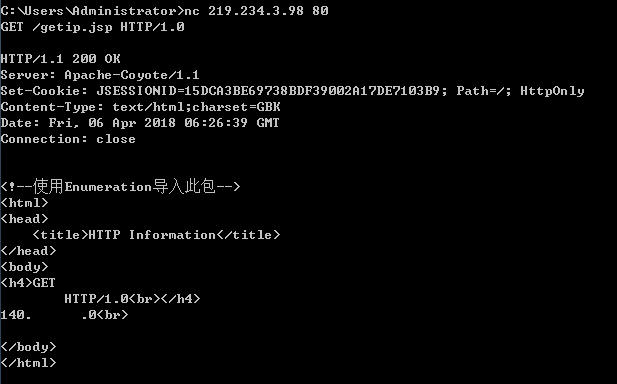 C:\Users\Administrator>nc 219.234.3.98 80
GET /getip.jsp HTTP/1.0
HTTP/1.1 200 OK
Server: Apache-Coyote/1.1
Set-Cookie: JSESSIONID=15DCA3BE69738BDF39002A17DE7103B9; Path=/; HttpOnly
Content-Type: text/html;charset=GBK
Date: Fri, 06 Apr 2018 06:26:39 GMT
Connection: close
<!--使用Enumeration导入此包-->
<html>
<head>
    <title>HTTP Information</title>
</head>
<body>
<h4>GET
        HTTP/1.0<br></h4>
140.      .0<br>
</body>
</html>